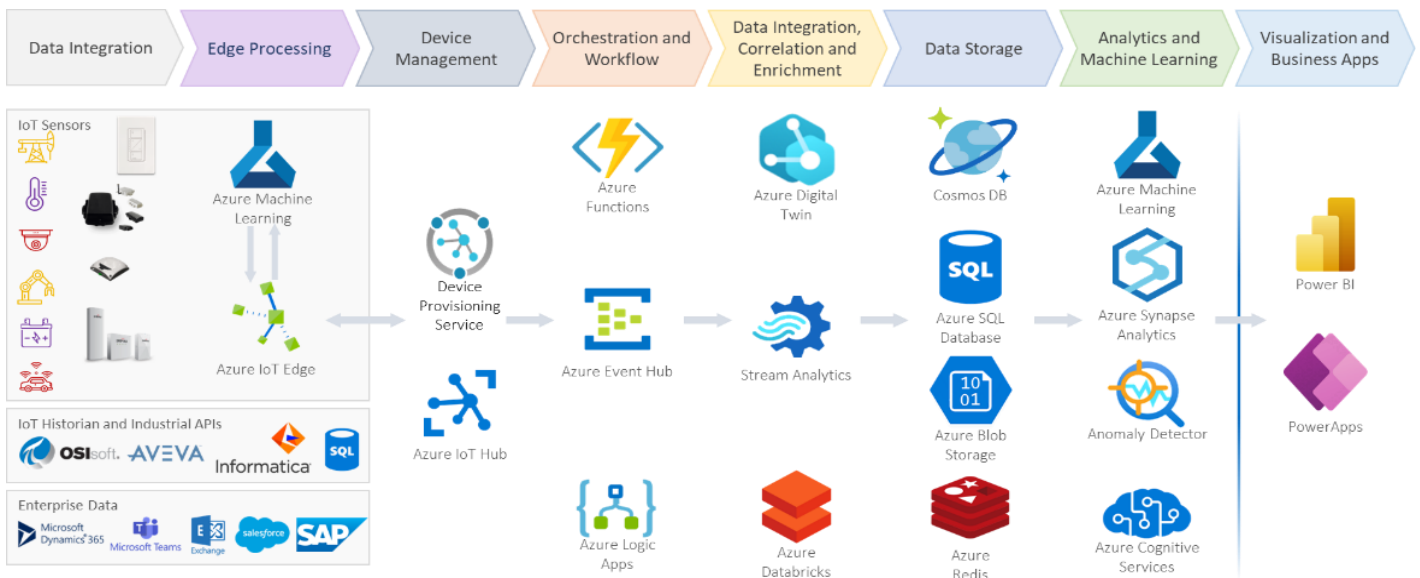 Data Integration
Edge Processing
Device
Management
Orchestration and
Workflow
Data Integration,
Correlation and
Enrichment
Data Storage
Analytics and
Machine Learning
Visualization and
Business Apps
IoT Sensors
Azure Machine
Learning
Azure IoT Edge
IoT Historian and Industrial APIs
OSIsoft.
AVEVA
Informatica
SQL
Enterprise Data
Microsoft
Dynamics 365
Microsoft Teams
Exchange
salesforce
SAP
Device
Provisioning
Service
Azure IoT Hub
Azure
Functions
Azure Event Hub
Azure Logic
Apps
Azure Digital
Twin
Stream Analytics
Azure
Databricks
Cosmos DB
SQL
Azure SQL
Database
10
01
Azure Blob
Storage
Azure
Redis
Azure Machine
Learning
Azure Synapse
Analytics
Anomaly Detector
Azure Cognitive
Services
Power BI
PowerApps